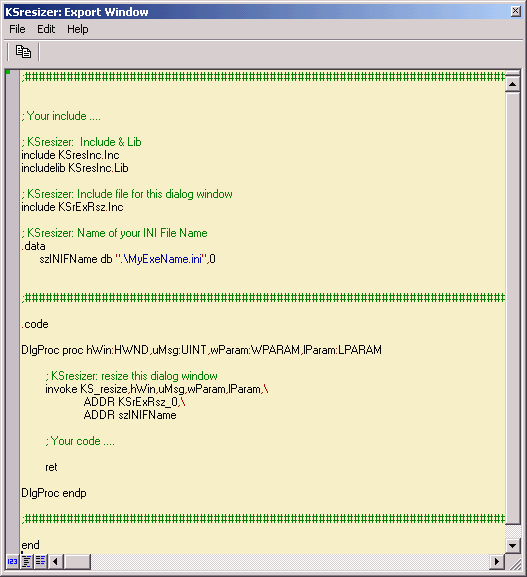 KSresizer: Export Window
File Edit Help
;################################################################################
; Your include ....
; KSresizer:  Include & Lib
include KSresInc.Inc
includelib KSresInc.Lib
; KSresizer: Include file for this dialog window
include KSrExRsz.Inc
; KSresizer: Name of your INI File Name
.data
szINIFName db ".\MyExeName.ini",0
;################################################################################
.code
DlgProc proc hWin:HWND,uMsg:UINT,wParam:WPARAM,lParam:LPARAM
; KSresizer: resize this dialog window
invoke KS_resize,hWin,uMsg,wParam,lParam,\
ADDR KSrExRsz_0,\
ADDR szINIFName
; Your code ....
ret
DlgProc endp
;################################################################################
end
123